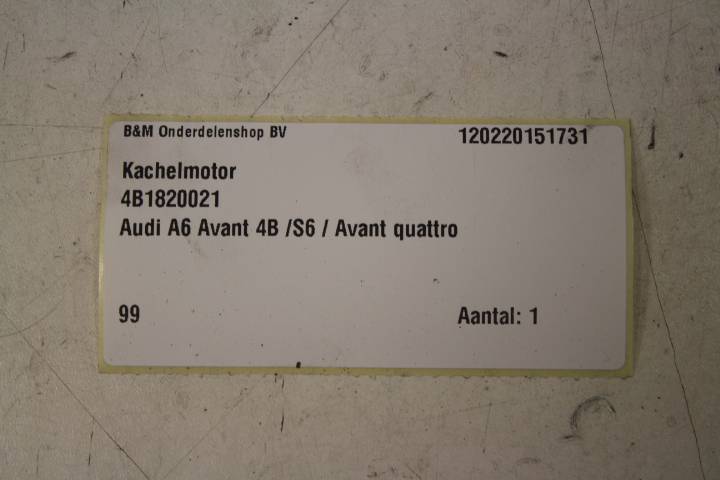 B&M Onderdelenshop BV 120220151731
Kachelmotor
4B1820021
Audi A6 Avant 4B /S6 / Avant quattro
99 Aantal: 1